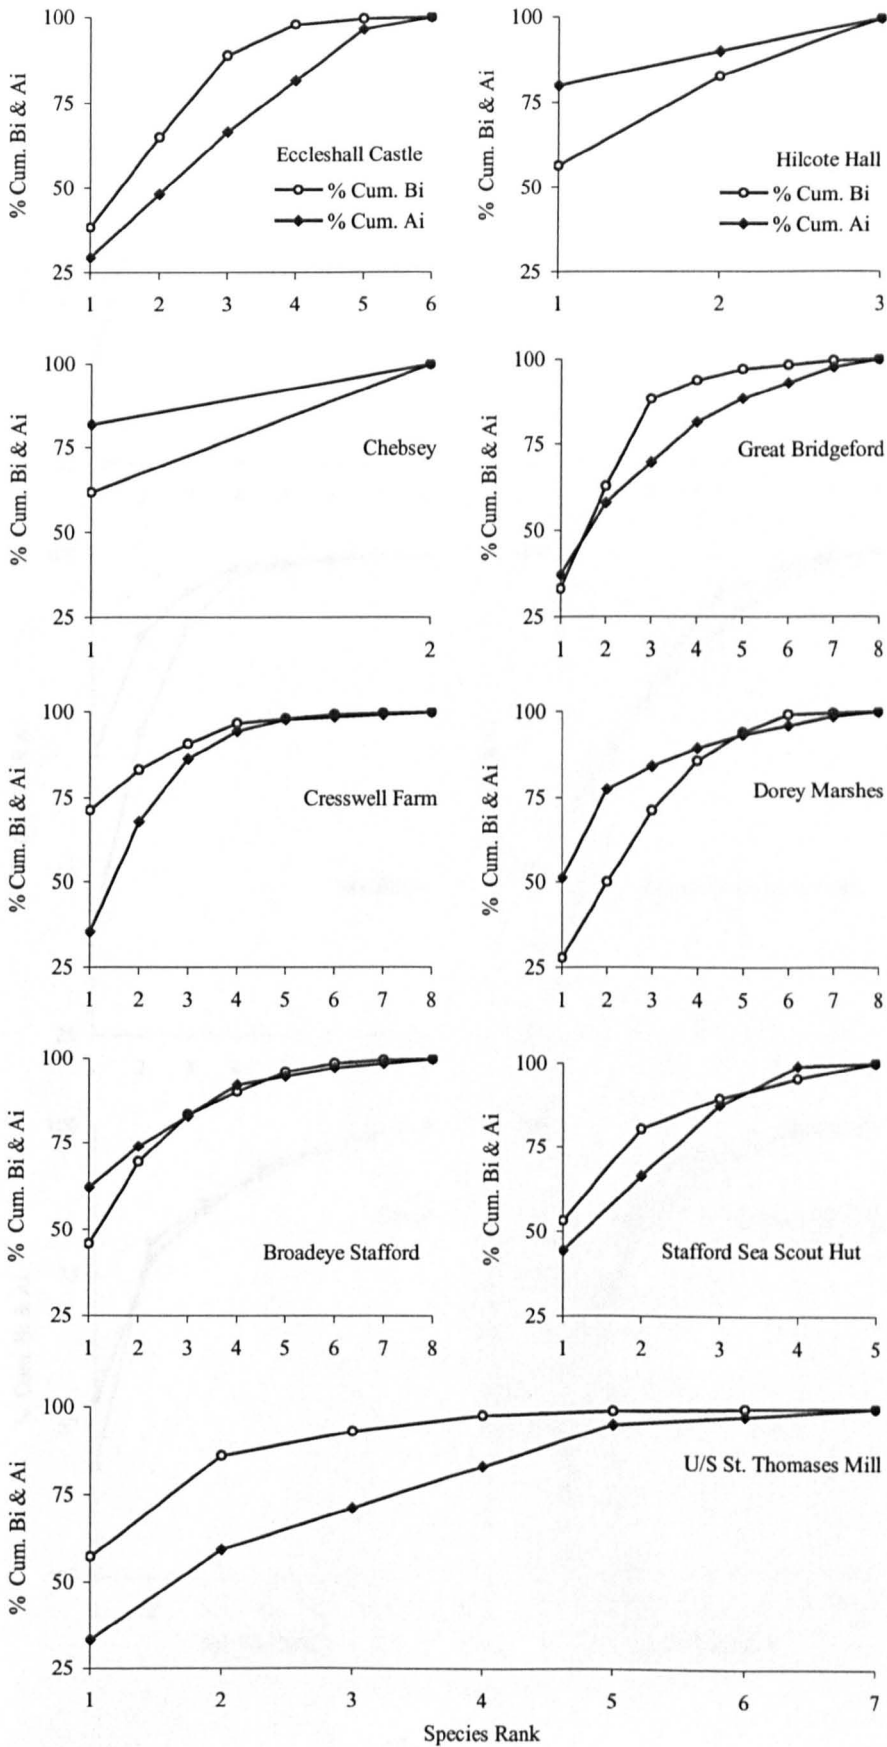 100
75
50
25
% Cum. Bi & Ai
Eccleshall Castle
% Cum. Bi
% Cum. Ai
1 2 3 4 5 6
100
75
50
25
% Cum. Bi & Ai
Hilcote Hall
% Cum. Bi
% Cum. Ai
1 2 3
100
75
50
25
% Cum. Bi & Ai
Chebsey
1 2
100
75
50
25
% Cum. Bi & Ai
Great Bridgeford
1 2 3 4 5 6 7 8
100
75
50
25
% Cum. Bi & Ai
Cresswell Farm
1 2 3 4 5 6 7 8
100
75
50
25
% Cum. Bi & Ai
Dorey Marshes
1 2 3 4 5 6 7 8
100
75
50
25
% Cum. Bi & Ai
Broadeye Stafford
1 2 3 4 5 6 7 8
100
75
50
25
% Cum. Bi & Ai
Stafford Sea Scout Hut
1 2 3 4 5
100
75
50
25
% Cum. Bi & Ai
U/S St. Thomases Mill
1 2 3 4 5 6 7
Species Rank